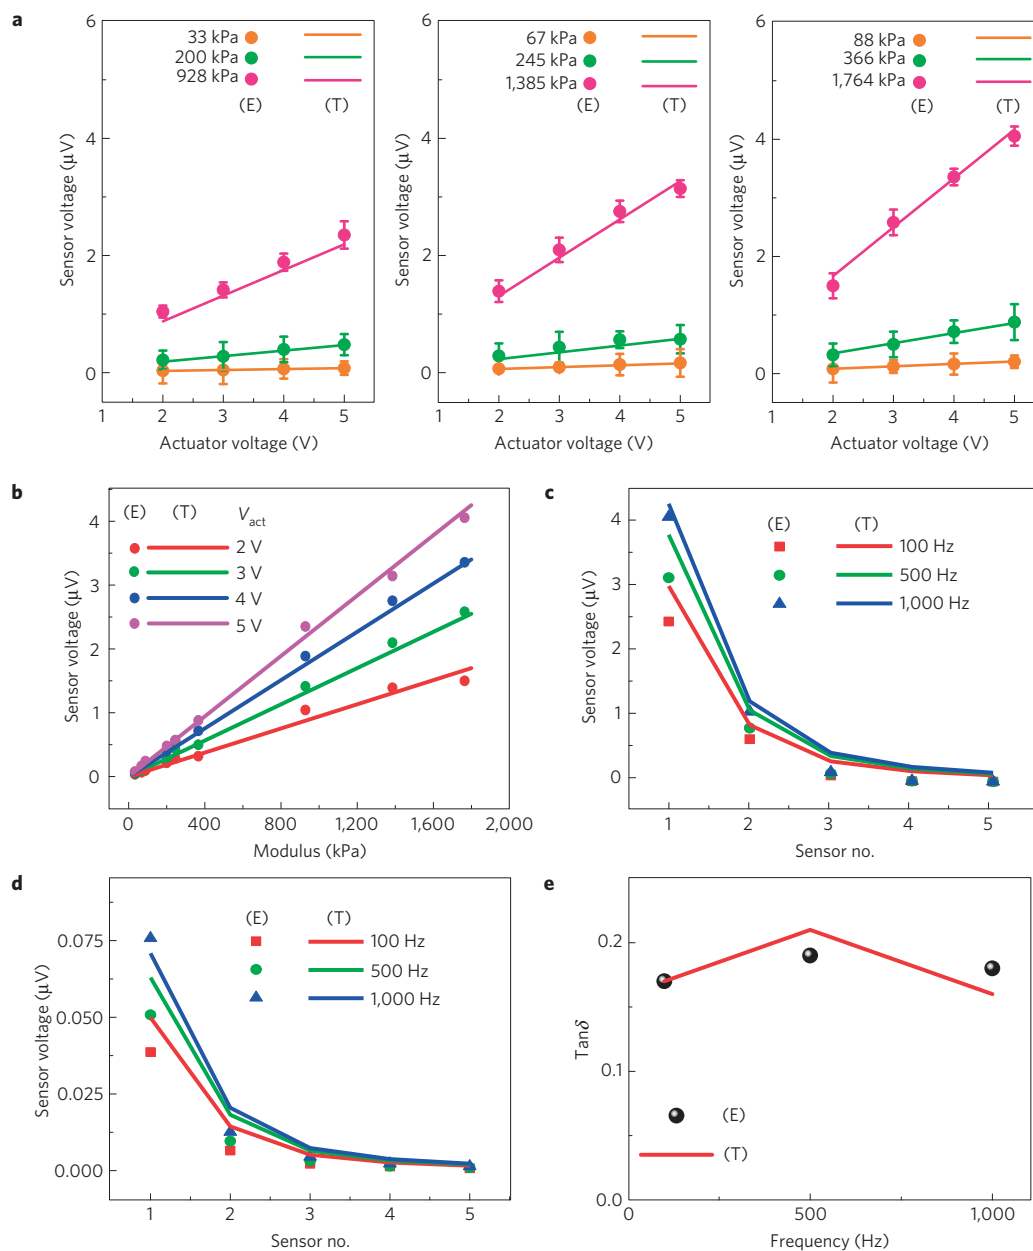 a
6
4
2
0
Sensor voltage (μV)
33 kPa
200 kPa
928 kPa
(E) (T)
1 2 3 4 5
Actuator voltage (V)
6
4
2
0
Sensor voltage (μV)
67 kPa
245 kPa
1,385 kPa
(E) (T)
1 2 3 4 5
Actuator voltage (V)
6
4
2
0
Sensor voltage (μV)
88 kPa
366 kPa
1,764 kPa
(E) (T)
1 2 3 4 5
Actuator voltage (V)
b
(E) (T) Vact
2 V
3 V
4 V
5 V
4
3
2
1
0
Sensor voltage (μV)
0 400 800 1,200 1,600 2,000
Modulus (kPa)
c
(E) (T)
100 Hz
500 Hz
1,000 Hz
4
3
2
1
0
Sensor voltage (μV)
1 2 3 4 5
Sensor no.
d
(E) (T)
100 Hz
500 Hz
1,000 Hz
0.075
0.050
0.025
0.000
Sensor voltage (μV)
1 2 3 4 5
Sensor no.
e
0.2
0.1
0.0
Tanδ
(E)
(T)
0 500 1,000
Frequency (Hz)